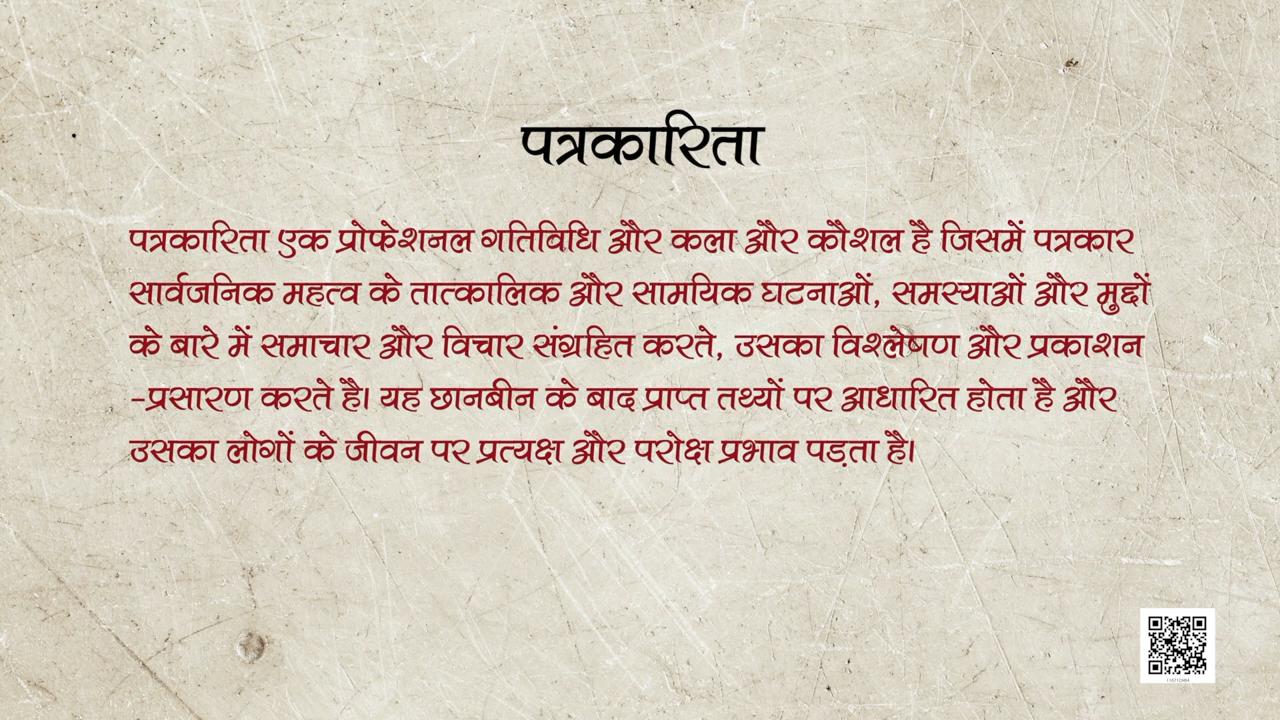 पत्रकारिता
पत्रकारिता एक प्रोफेशनल गतिविधि और कला और कौशल है जिसमें पत्रकार
सार्वजनिक महत्व के तात्कालिक और सामयिक घटनाओं, समस्याओं और मुद्दों
के बारे में समाचार और विचार संग्रहित करते, उसका विश्लेषण और प्रकाशन
-प्रसारण करते है। यह छानबीन के बाद प्राप्त तथ्यों पर आधारित होता है और
उसका लोगों के जीवन पर प्रत्यक्ष और परोक्ष प्रभाव पड़ता है।